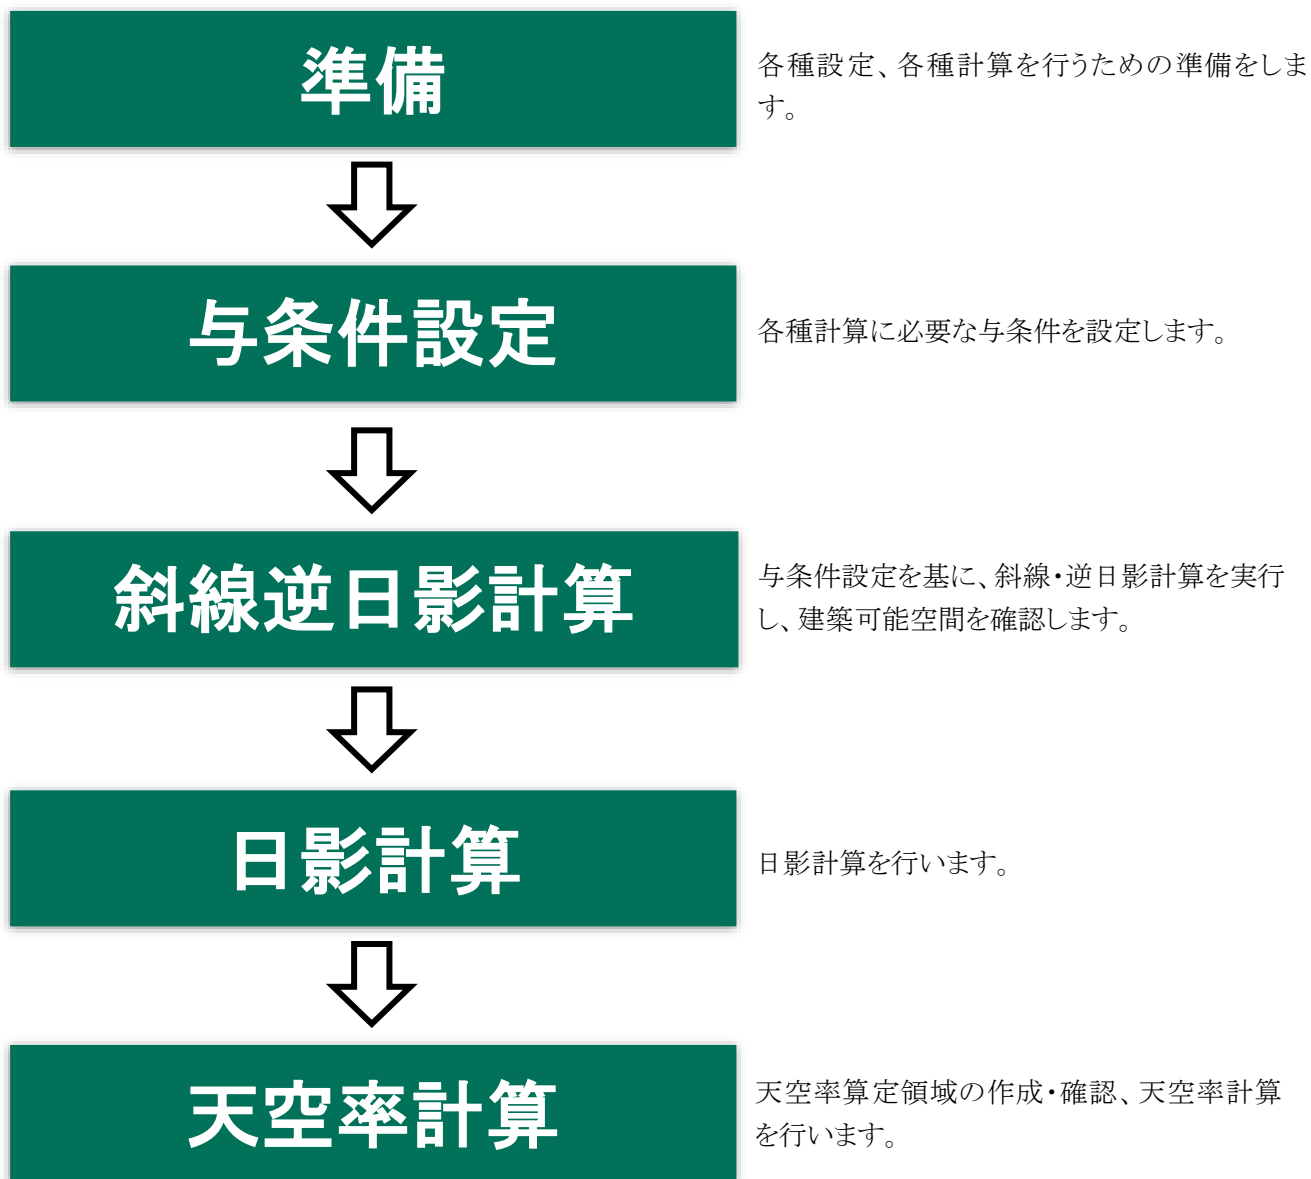 準備
各種設定、各種計算を行うための準備をしま
す。
与条件設定
各種計算に必要な与条件を設定します。
斜線逆日影計算
与条件設定を基に、斜線・逆日影計算を実行
し、建築可能空間を確認します。
日影計算
日影計算を行います。
天空率計算
天空率算定領域の作成・確認、天空率計算
を行います。